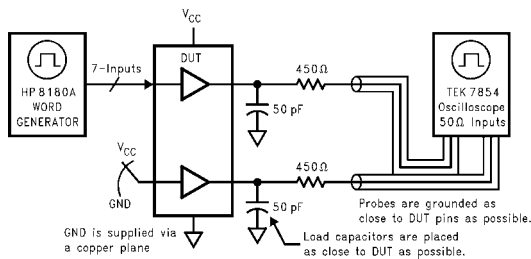 V_CC
HP 8180A
WORD
GENERATOR
7-Inputs
DUT
450Ω
50 pF
TEK 7854
Oscilloscope
50Ω Inputs
V_CC
GND
450Ω
50 pF
GND is supplied via
a copper plane
Probes are grounded as
close to DUT pins as possible.
Load capacitors are placed
as close to DUT as possible.